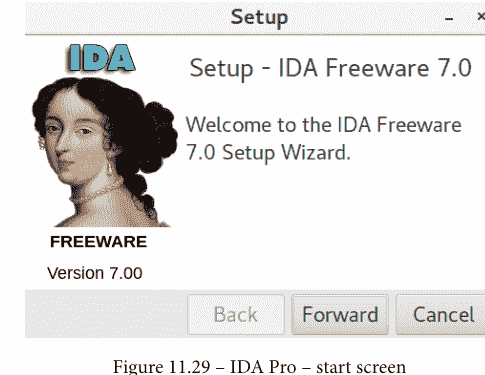 Setup
IDA
Setup - IDA Freeware 7.0
Welcome to the IDA Freeware
7.0 Setup Wizard.
FREEWARE
Version 7.00
Back
Forward
Cancel
Figure 11.29 – IDA Pro – start screen